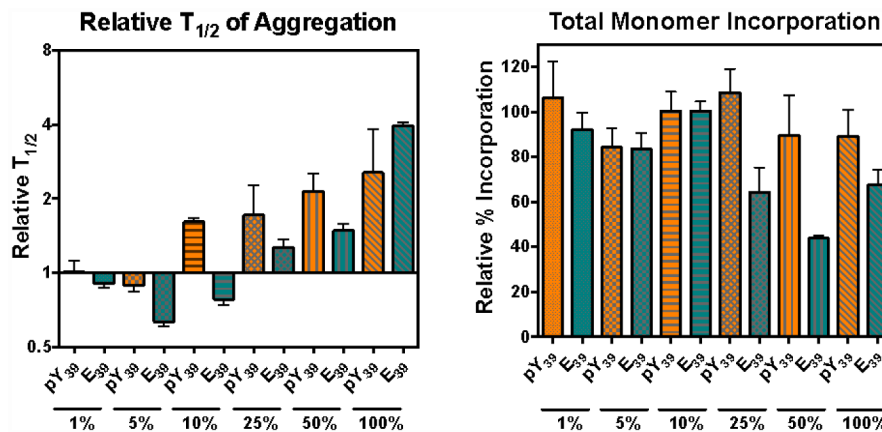 Relative T1/2 of Aggregation
Relative T1/2
8
4
2
1
0.5
pY39 E39 pY39 E39 pY39 E39 pY39 E39 pY39 E39 pY39 E39
1% 5% 10% 25% 50% 100%
Total Monomer Incorporation
Relative % Incorporation
120
100
80
60
40
20
0
pY39 E39 pY39 E39 pY39 E39 pY39 E39 pY39 E39 pY39 E39
1% 5% 10% 25% 50% 100%